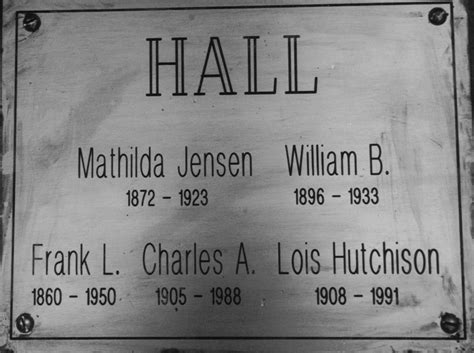 HALL
Mathilda Jensen William B.
1872 – 1923 1896 – 1933
Frank L. Charles A. Lois Hutchison
1860 – 1950 1905 – 1988 1908 – 1991